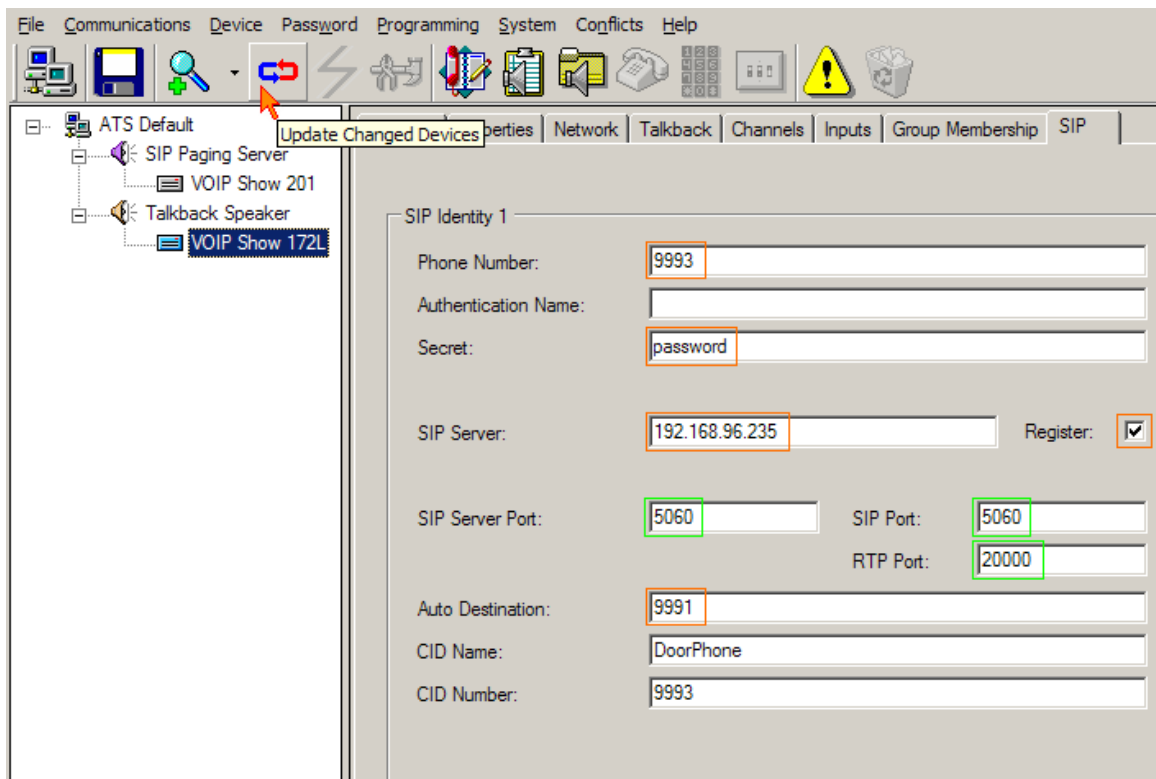 File Communications Device Password Programming System Conflicts Help
ATS Default
SIP Paging Server
VOIP Show 201
Talkback Speaker
VOIP Show 172L
Update Changed Devices
Network Talkback Channels Inputs Group Membership SIP
SIP Identity 1
Phone Number: 9993
Authentication Name:
Secret: password
SIP Server: 192.168.96.235 Register:
SIP Server Port: 5060 SIP Port: 5060
RTP Port: 20000
Auto Destination: 9991
CID Name: DoorPhone
CID Number: 9993